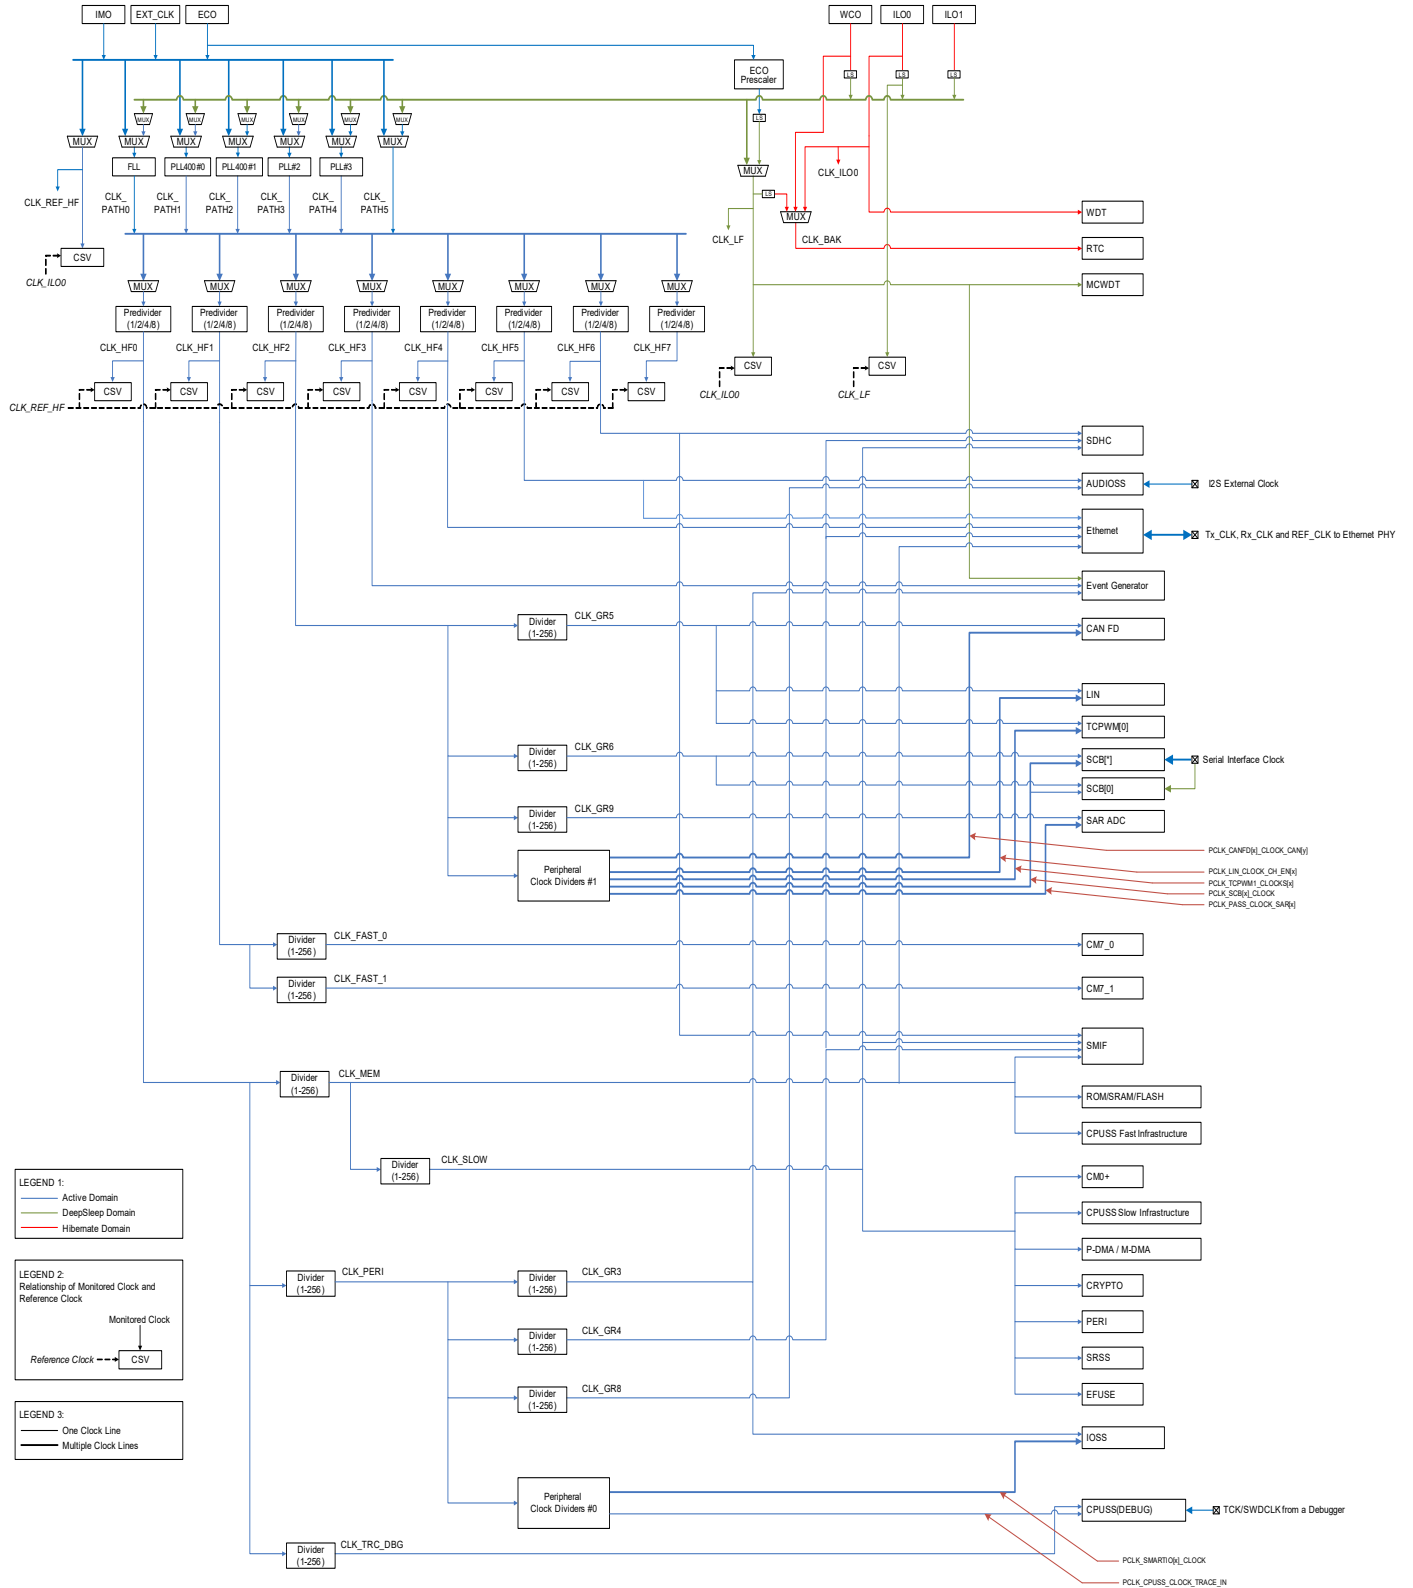 IMO
EXT_CLK
ECO
WCO
ILO0
ILO1
ECO
Prescaler
LS
LS
LS
MUX
MUX
MUX
MUX
MUX
MUX
LS
MUX
MUX
MUX
MUX
MUX
MUX
MUX
FLL
PLL400#0
PLL400#1
PLL#2
PLL#3
MUX
CLK_ILO0
CLK_REF_HF
CLK_
PATH0
CLK_
PATH1
CLK_
PATH2
CLK_
PATH3
CLK_
PATH4
CLK_
PATH5
LS
MUX
WDT
CLK_LF
CLK_BAK
RTC
CSV
CLK_ILO0
MCWDT
MUX
MUX
MUX
MUX
MUX
MUX
MUX
MUX
Predivider
(1/2/4/8)
Predivider
(1/2/4/8)
Predivider
(1/2/4/8)
Predivider
(1/2/4/8)
Predivider
(1/2/4/8)
Predivider
(1/2/4/8)
Predivider
(1/2/4/8)
Predivider
(1/2/4/8)
CLK_HF0
CLK_HF1
CLK_HF2
CLK_HF3
CLK_HF4
CLK_HF5
CLK_HF6
CLK_HF7
CSV
CSV
CSV
CSV
CSV
CSV
CSV
CSV
CSV
CSV
CLK_REF_HF
CLK_ILO0
CLK_LF
SDHC
AUDIOSS
I2S External Clock
Ethernet
Tx_CLK, Rx_CLK and REF_CLK to Ethernet PHY
Event Generator
Divider
(1-256)
CLK_GR5
CAN FD
LIN
TCPWM[0]
Divider
(1-256)
CLK_GR6
SCB[*]
Serial Interface Clock
SCB[0]
Divider
(1-256)
CLK_GR9
SAR ADC
Peripheral
Clock Dividers #1
PCLK_CANFD[x]_CLOCK_CAN[y]
PCLK_LIN_CLOCK_CH_EN[x]
PCLK_TCPWM1_CLOCKS[x]
PCLK_SCB[x]_CLOCK
PCLK_PASS_CLOCK_SAR[x]
Divider
(1-256)
CLK_FAST_0
CM7_0
Divider
(1-256)
CLK_FAST_1
CM7_1
SMIF
Divider
(1-256)
CLK_MEM
ROM/SRAM/FLASH
CPUSS Fast Infrastructure
Divider
(1-256)
CLK_SLOW
CM0+
CPUSS Slow Infrastructure
P-DMA / M-DMA
CRYPTO
PERI
SRSS
EFUSE
LEGEND 1:
Active Domain
DeepSleep Domain
Hibernate Domain
LEGEND 2:
Relationship of Monitored Clock and
Reference Clock
Monitored Clock
Reference Clock
CSV
LEGEND 3:
One Clock Line
Multiple Clock Lines
Divider
(1-256)
CLK_PERI
Divider
(1-256)
CLK_GR3
Divider
(1-256)
CLK_GR4
Divider
(1-256)
CLK_GR8
IOSS
Peripheral
Clock Dividers #0
CPUSS(DEBUG)
TCK/SWDCLK from a Debugger
Divider
(1-256)
CLK_TRC_DBG
PCLK_SMARTIO[x]_CLOCK
PCLK_CPUSS_CLOCK_TRACE_IN